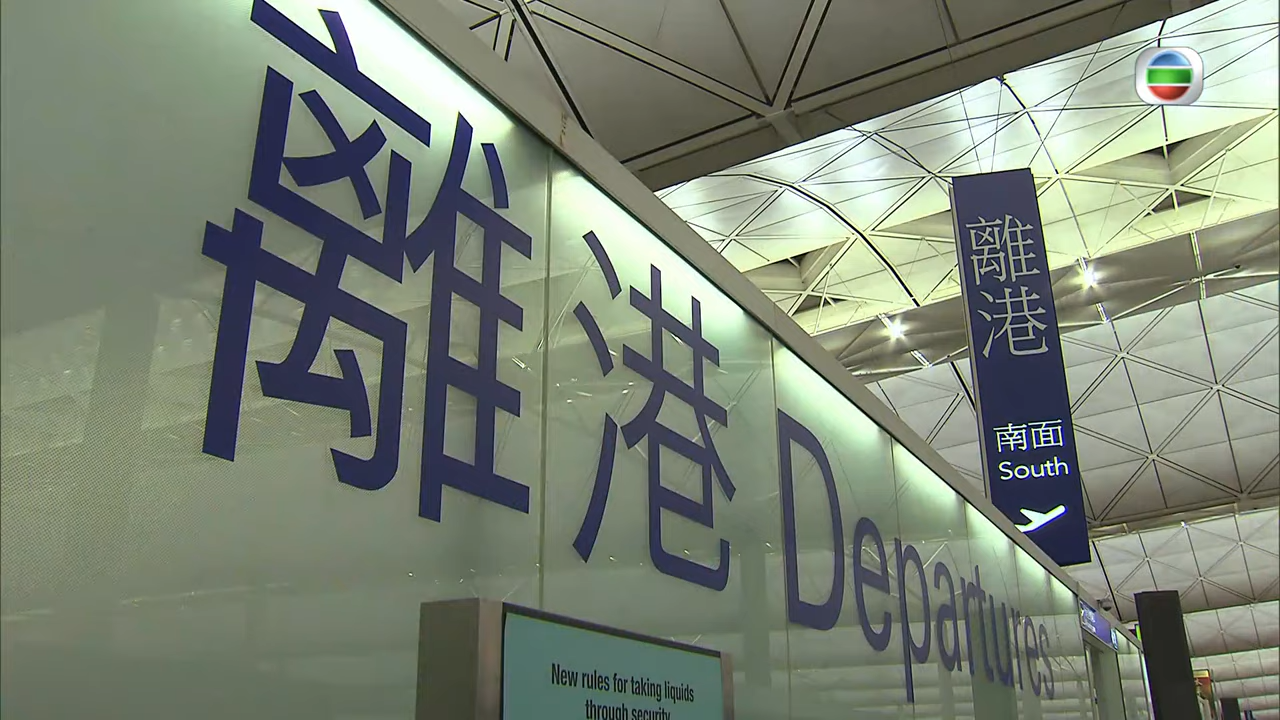 離港 Departures
離港
南面
South
New rules for taking liquids
through security